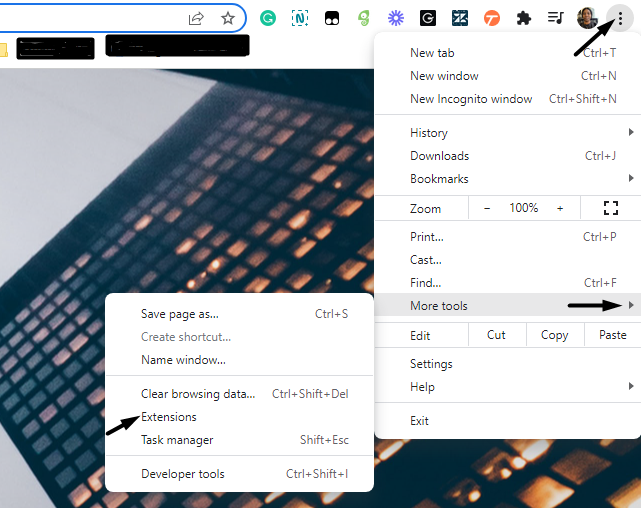 New tab Ctrl+T
New window Ctrl+N
New Incognito window Ctrl+Shift+N
History
Downloads Ctrl+J
Bookmarks
Zoom − 100% +
Print... Ctrl+P
Cast...
Find... Ctrl+F
More tools
Edit Cut Copy Paste
Settings
Help
Exit
Save page as... Ctrl+S
Create shortcut...
Name window...
Clear browsing data... Ctrl+Shift+Del
Extensions
Task manager Shift+Esc
Developer tools Ctrl+Shift+I